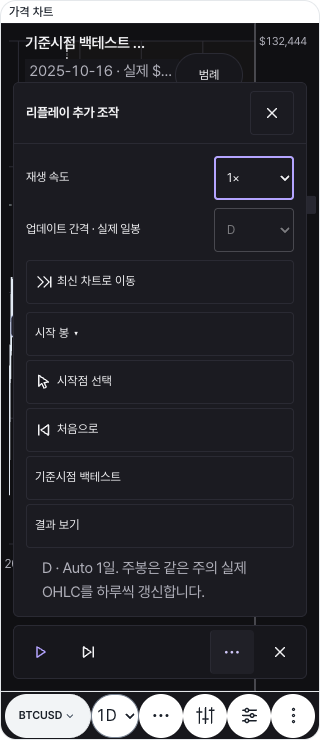 가격 차트
기준시점 백테스트 ...
$132,444
2025-10-16 · 실제 $...
범례
리플레이 추가 조작
재생 속도
1×
업데이트 간격 · 실제 일봉
D
최신 차트로 이동
시작 봉
시작점 선택
처음으로
기준시점 백테스트
결과 보기
D · Auto 1일. 주봉은 같은 주의 실제
OHLC를 하루씩 갱신합니다.
BTCUSD
1D